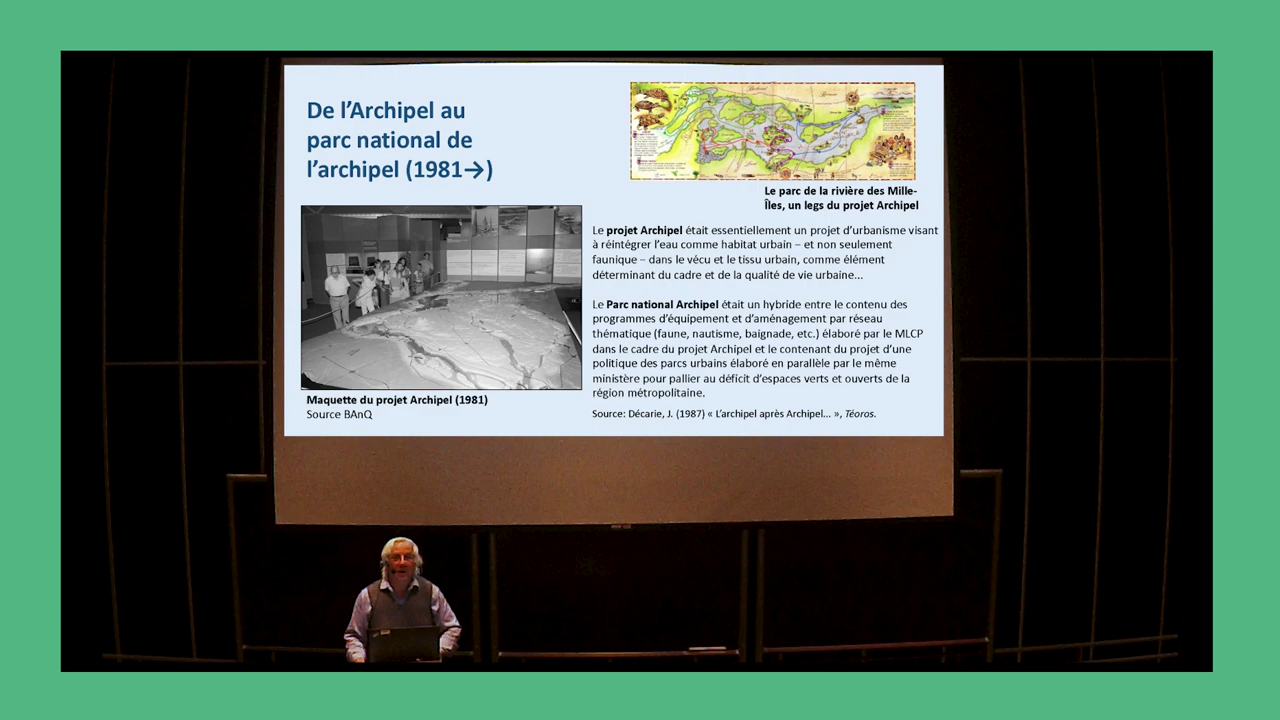 De l’Archipel au
parc national de
l’archipel (1981→)
Le parc de la rivière des Mille-
Îles, un legs du projet Archipel
Le projet Archipel était essentiellement un projet d’urbanisme visant
à réintégrer l’eau comme habitat urbain – et non seulement
faunique – dans le vécu et le tissu urbain, comme élément
déterminant du cadre et de la qualité de vie urbaine...
Le Parc national Archipel était un hybride entre le contenu des
programmes d’équipement et d’aménagement par réseau
thématique (faune, nautisme, baignade, etc.) élaboré par le MLCP
dans le cadre du projet Archipel et le contenant du projet d’une
politique des parcs urbains élaboré en parallèle par le même
ministère pour pallier au déficit d’espaces verts et ouverts de la
région métropolitaine.
Source: Décarie, J. (1987) « L’archipel après Archipel... », Téoros.
Maquette du projet Archipel (1981)
Source BAnQ